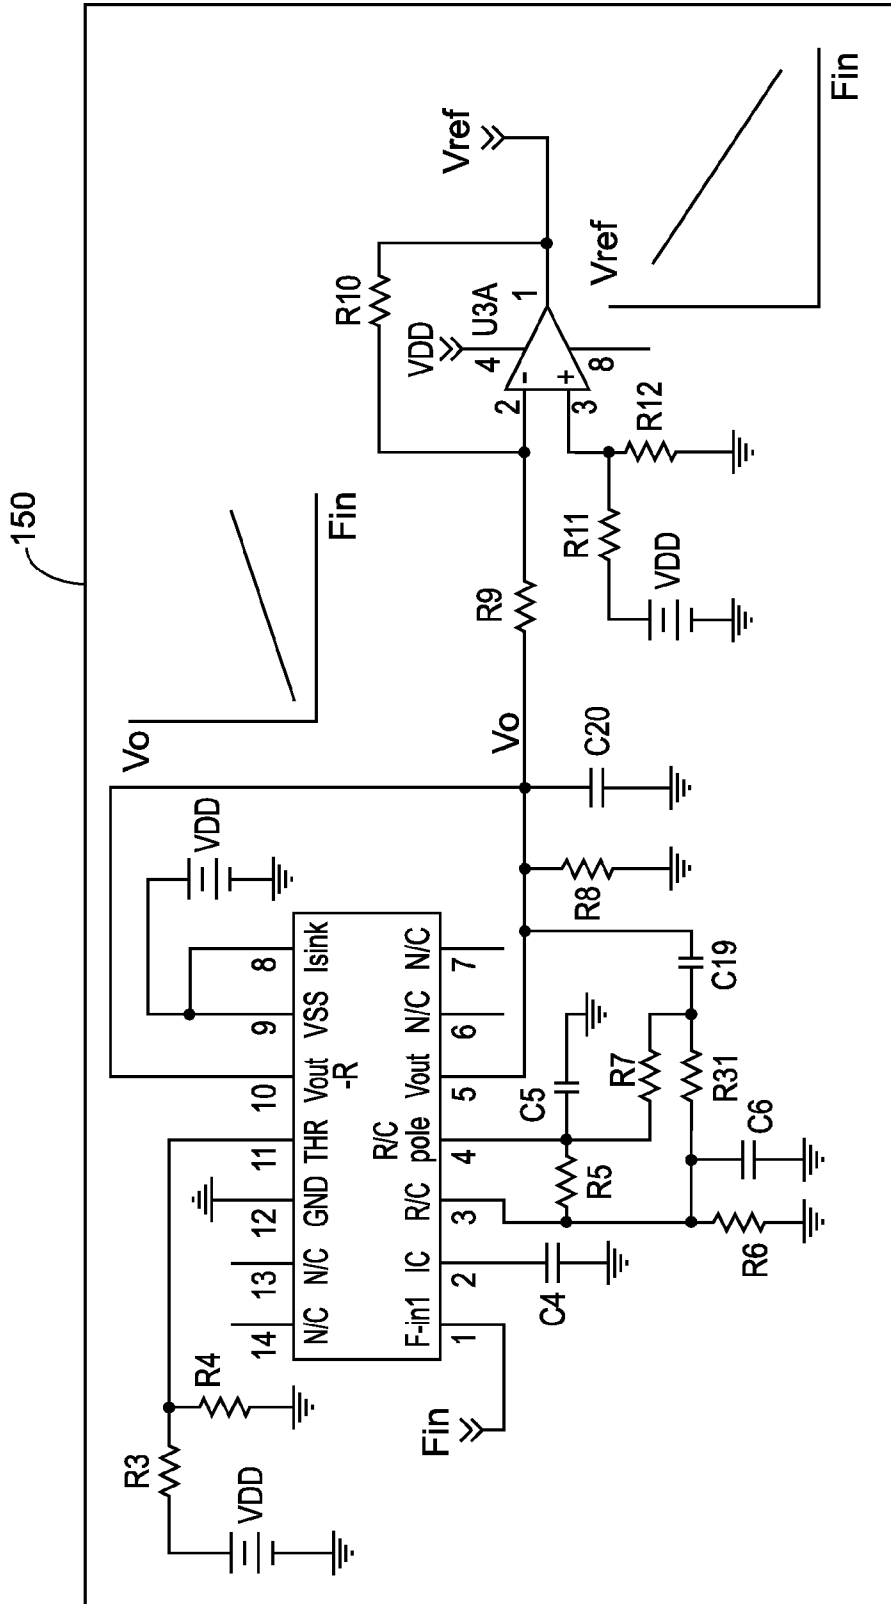 150
Vo
Fin
R3
VDD
R4
14
13
12
11
10
9
8
N/C
N/C
GND
THR
Vout
-R
VSS
Isink
VDD
F-in1
IC
R/C
R/C
pole
Vout
N/C
N/C
1
2
3
4
5
6
7
Fin
C4
R5
C5
R6
C6
R7
R31
C19
R8
C20
Vo
R9
R10
VDD
4
U3A
2
-
1
3
+
8
R11
VDD
R12
Vref
Vref
Fin